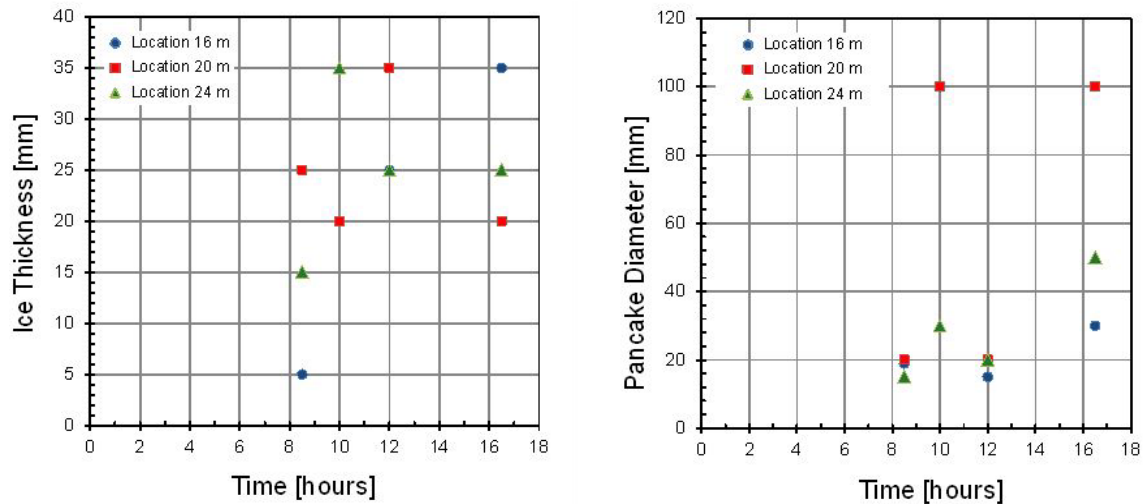 40
35
30
25
20
15
10
5
0
Ice Thickness [mm]
Location 16 m
Location 20 m
Location 24 m
0 2 4 6 8 10 12 14 16 18
Time [hours]
120
100
80
60
40
20
0
Pancake Diameter [mm]
Location 16 m
Location 20 m
Location 24 m
0 2 4 6 8 10 12 14 16 18
Time [hours]